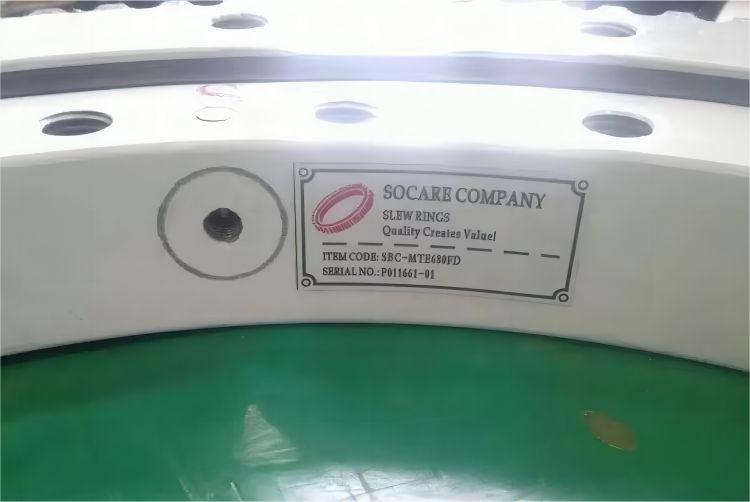 SOCARE COMPANY
SLEW RINGS
Quality Creates Value!
ITEM CODE: SBC-MTE680FD
SERIAL NO.: P011661-01